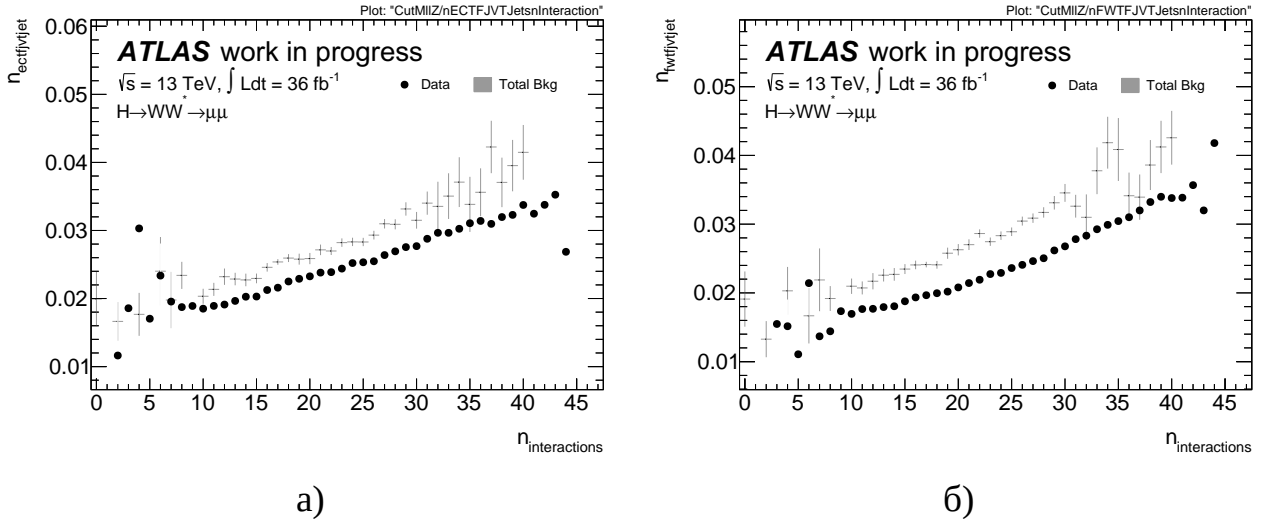 Plot: "CutMllZ/nECTFJVTJetsnInteraction"
n_ectfjvtjet
0.06
0.05
0.04
0.03
0.02
0.01
ATLAS work in progress
√s = 13 TeV, ∫ Ldt = 36 fb⁻¹
H→WW*→μμ
Data
Total Bkg
0 5 10 15 20 25 30 35 40 45
n_interactions
а)
Plot: "CutMllZ/nFWTFJVTJetsnInteraction"
n_fwtfjvtjet
0.05
0.04
0.03
0.02
0.01
ATLAS work in progress
√s = 13 TeV, ∫ Ldt = 36 fb⁻¹
H→WW*→μμ
Data
Total Bkg
0 5 10 15 20 25 30 35 40 45
n_interactions
б)